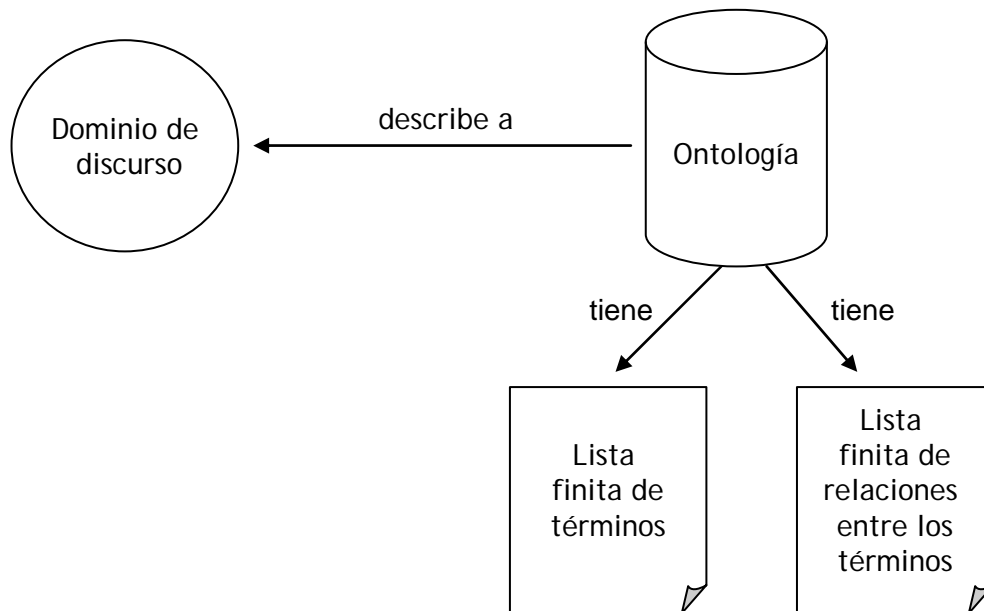 Dominio de
discurso
describe a
Ontología
tiene
tiene
Lista
finita de
términos
Lista
finita de
relaciones
entre los
términos